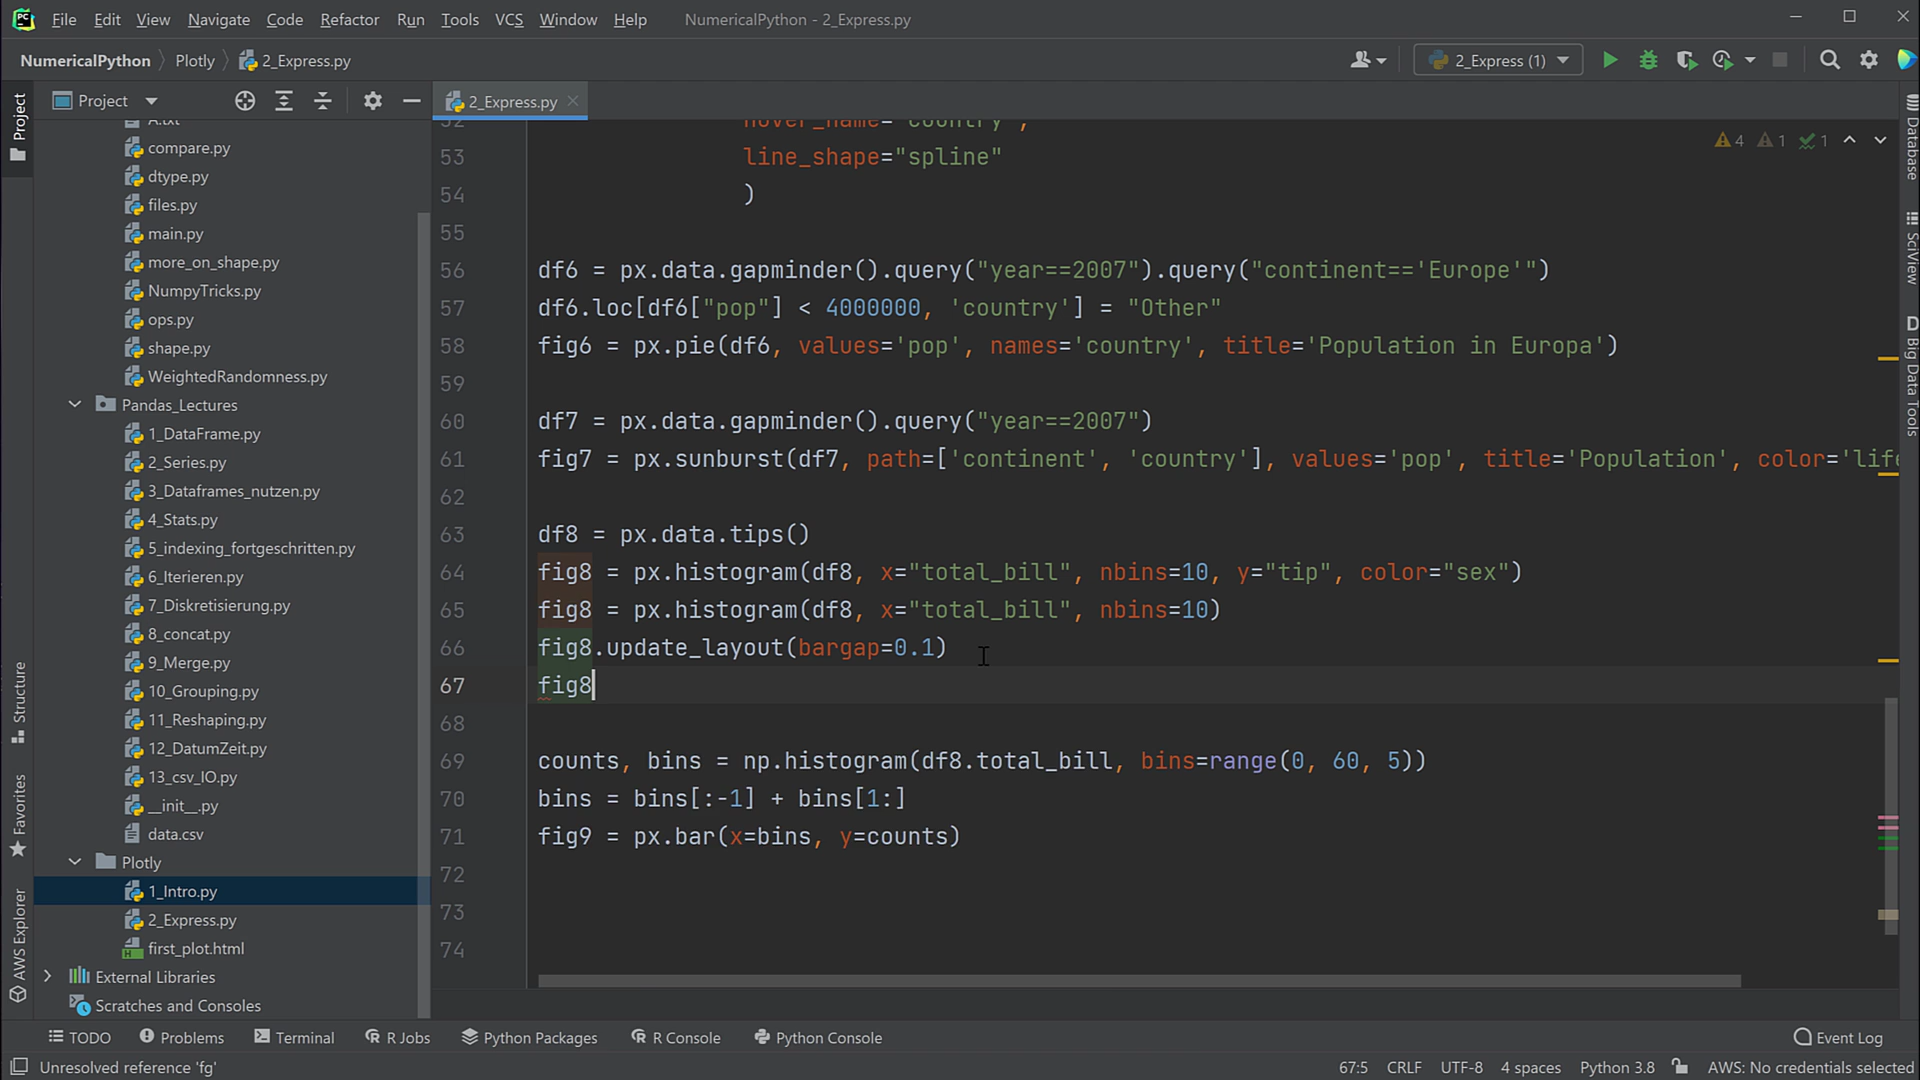 File Edit View Navigate Code Refactor Run Tools VCS Window Help NumericalPython - 2_Express.py
NumericalPython Plotly 2_Express.py 2_Express (1)
Project
2_Express.py
A.txt
compare.py
dtype.py
files.py
main.py
more_on_shape.py
NumpyTricks.py
ops.py
shape.py
WeightedRandomness.py
Pandas_Lectures
1_DataFrame.py
2_Series.py
3_Dataframes_nutzen.py
4_Stats.py
5_indexing_fortgeschritten.py
6_Iterieren.py
7_Diskretisierung.py
8_concat.py
9_Merge.py
10_Grouping.py
11_Reshaping.py
12_DatumZeit.py
13_csv_IO.py
__init__.py
data.csv
Plotly
1_Intro.py
2_Express.py
first_plot.html
External Libraries
Scratches and Consoles
Project
Structure
Favorites
AWS Explorer
4 1 1
52 hover_name="country",
53 line_shape="spline"
54 )
55
56 df6 = px.data.gapminder().query("year==2007").query("continent=='Europe'")
57 df6.loc[df6["pop"] < 4000000, 'country'] = "Other"
58 fig6 = px.pie(df6, values='pop', names='country', title='Population in Europa')
59
60 df7 = px.data.gapminder().query("year==2007")
61 fig7 = px.sunburst(df7, path=['continent', 'country'], values='pop', title='Population', color='life
62
63 df8 = px.data.tips()
64 fig8 = px.histogram(df8, x="total_bill", nbins=10, y="tip", color="sex")
65 fig8 = px.histogram(df8, x="total_bill", nbins=10)
66 fig8.update_layout(bargap=0.1)
67 fig8
68
69 counts, bins = np.histogram(df8.total_bill, bins=range(0, 60, 5))
70 bins = bins[:-1] + bins[1:]
71 fig9 = px.bar(x=bins, y=counts)
72
73
74
Database
SciView
D Big Data Tools
TODO Problems Terminal R Jobs Python Packages R Console Python Console Event Log
Unresolved reference 'fg' 67:5 CRLF UTF-8 4 spaces Python 3.8 AWS: No credentials selected